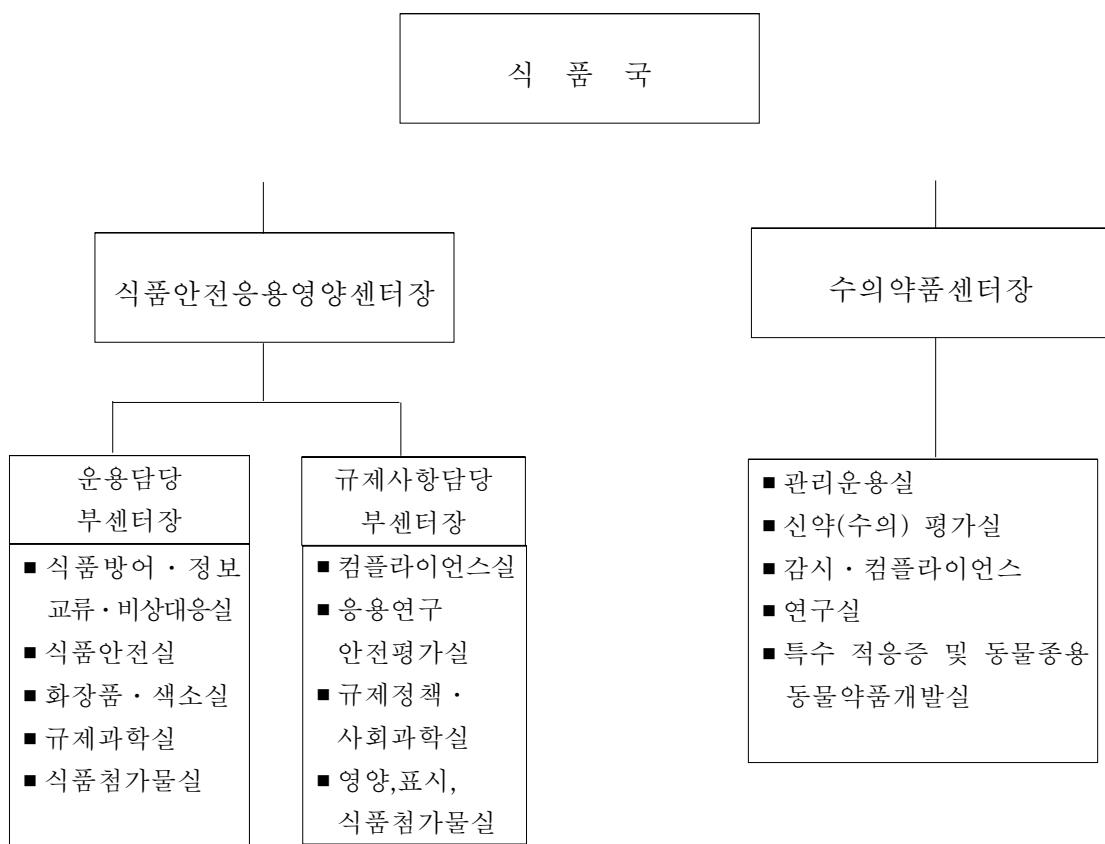 식 품 국
식품안전응용영양센터장
수의약품센터장
운용담당
부센터장
■ 식품방어 · 정보
교류 · 비상대응실
■ 식품안전실
■ 화장품 · 색소실
■ 규제과학실
■ 식품첨가물실
규제사항담당
부센터장
■ 컴플라이언스실
■ 응용연구
안전평가실
■ 규제정책 ·
사회과학실
■ 영양,표시,
식품첨가물실
■ 관리운용실
■ 신약(수의) 평가실
■ 감시 · 컴플라이언스
■ 연구실
■ 특수 적응증 및 동물종용
동물약품개발실